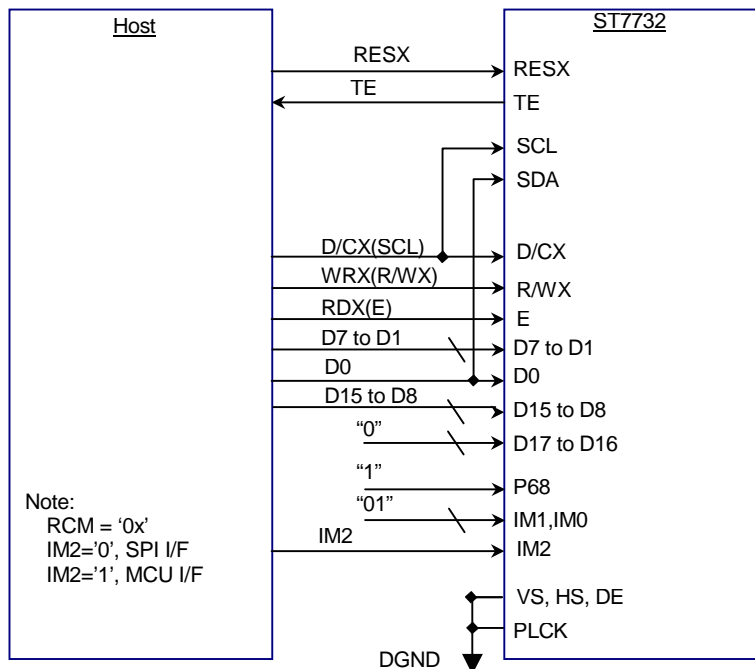 Host
ST7732
RESX
RESX
TE
TE
SCL
SDA
D/CX(SCL)
D/CX
WRX(R/WX)
R/WX
RDX(E)
E
D7 to D1
D7 to D1
D0
D0
D15 to D8
D15 to D8
“0”
D17 to D16
“1”
P68
“01”
IM1,IM0
IM2
IM2
Note:
RCM = ‘0x’
IM2=’0’, SPI I/F
IM2=’1’, MCU I/F
VS, HS, DE
PLCK
DGND